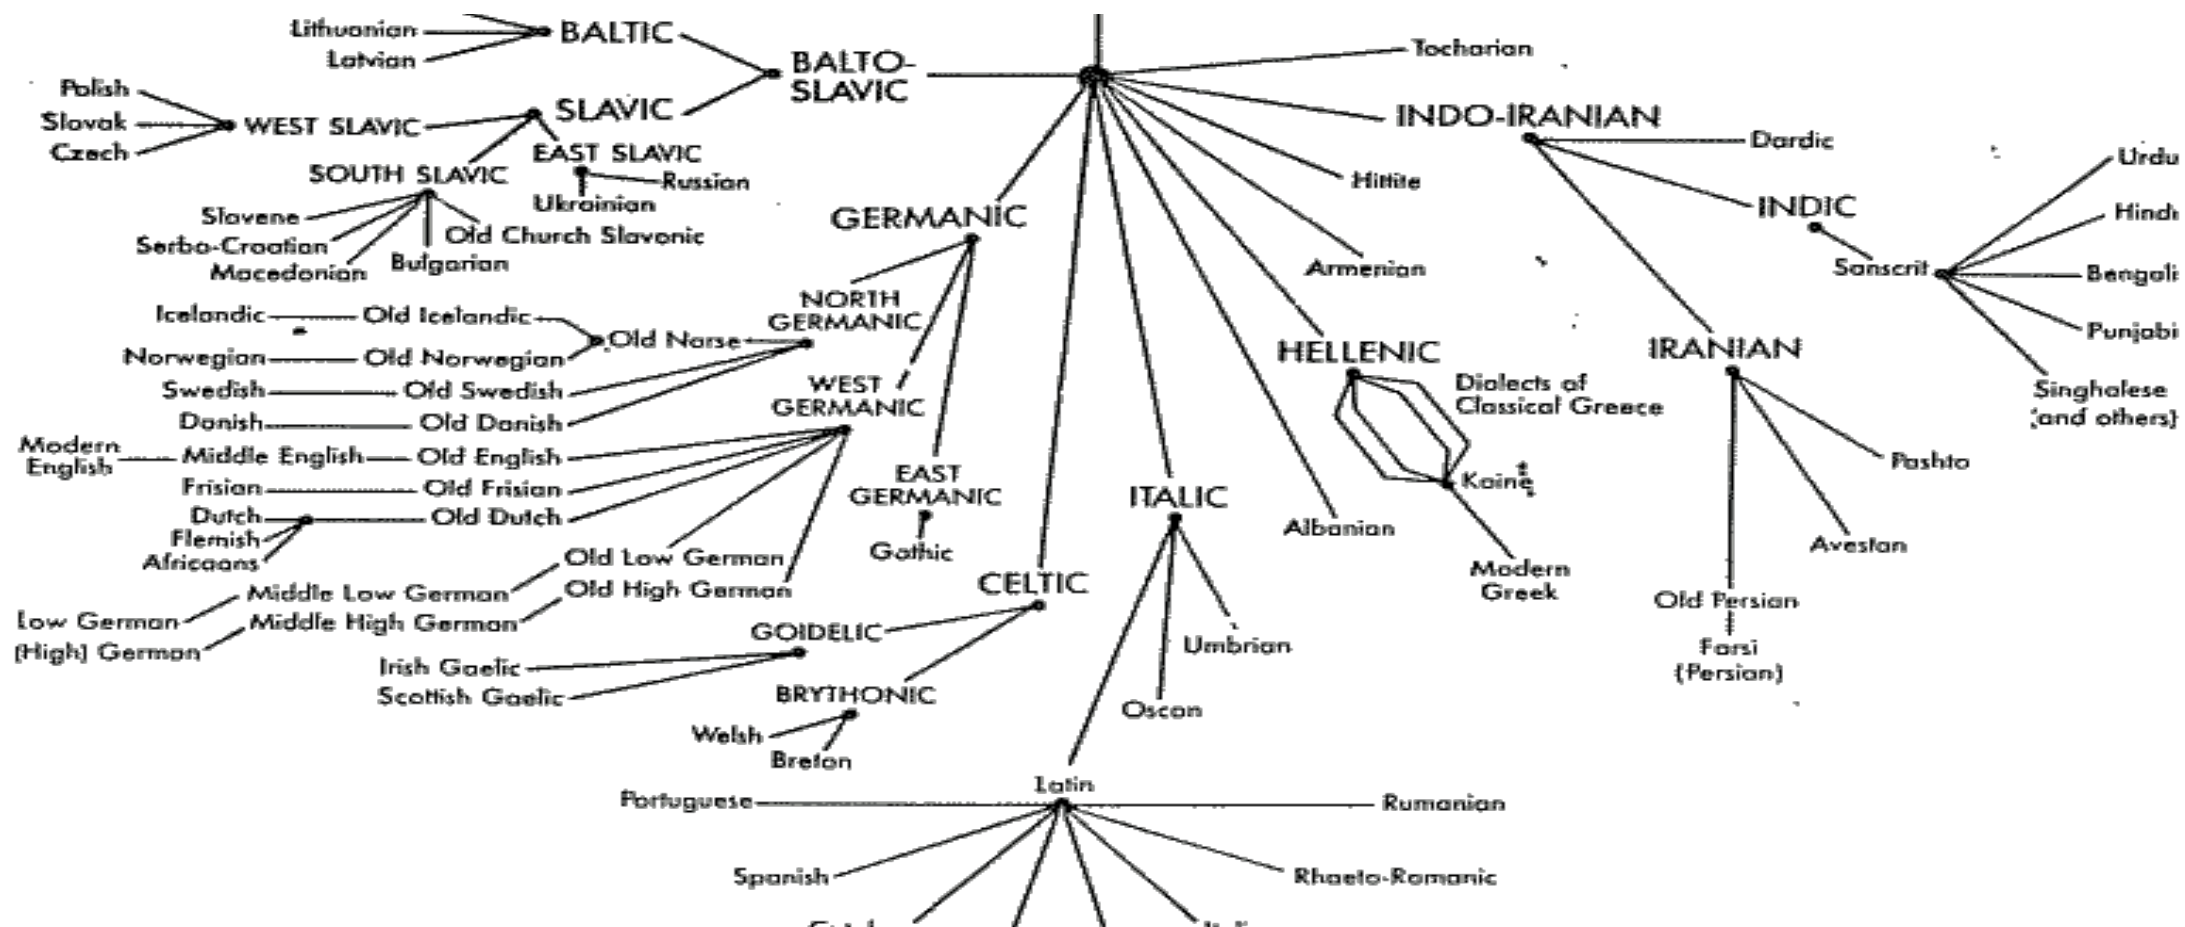 Lithuanian
BALTIC
Latvian
BALTO-
SLAVIC
Tocharian
Polish
Slovak
Czech
WEST SLAVIC
SLAVIC
INDO-IRANIAN
Dardic
EAST SLAVIC
Russian
Ukrainian
SOUTH SLAVIC
Slovene
Serbo-Croatian
Macedonian
Bulgarian
Old Church Slavonic
Hittite
Urdu
INDIC
Hindi
Sanscrit
Bengali
Punjabi
Singhalese
(and others)
GERMANIC
Armenian
NORTH
GERMANIC
Icelandic
Old Icelandic
Old Norse
Norwegian
Old Norwegian
Swedish
Old Swedish
Danish
Old Danish
WEST
GERMANIC
Modern
English
Middle English
Old English
Frisian
Old Frisian
Dutch
Old Dutch
Flemish
Africaans
Old Low German
Middle Low German
Low German
Old High German
Middle High German
(High) German
EAST
GERMANIC
Gothic
HELLENIC
Dialects of
Classical Greece
Koine
Modern
Greek
IRANIAN
Pashto
Avestan
Old Persian
Farsi
(Persian)
ITALIC
Albanian
CELTIC
GOIDELIC
Irish Gaelic
Scottish Gaelic
BRYTHONIC
Welsh
Breton
Umbrian
Oscan
Latin
Portuguese
Rumanian
Spanish
Rhaeto-Romanic